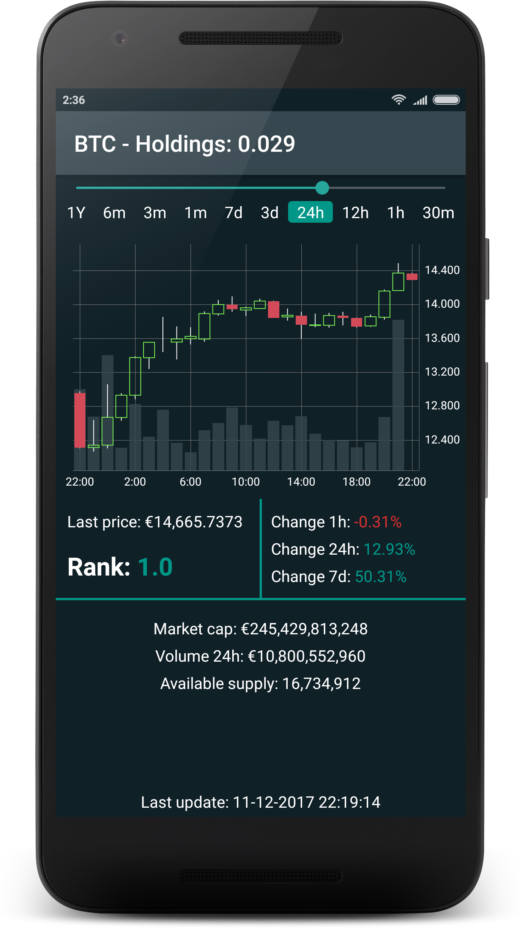 2:36
BTC - Holdings: 0.029
1Y 6m 3m 1m 7d 3d 24h 12h 1h 30m
14.400
14.000
13.600
13.200
12.800
12.400
22:00 2:00 6:00 10:00 14:00 18:00 22:00
Last price: €14,665.7373
Rank: 1.0
Change 1h: -0.31%
Change 24h: 12.93%
Change 7d: 50.31%
Market cap: €245,429,813,248
Volume 24h: €10,800,552,960
Available supply: 16,734,912
Last update: 11-12-2017 22:19:14